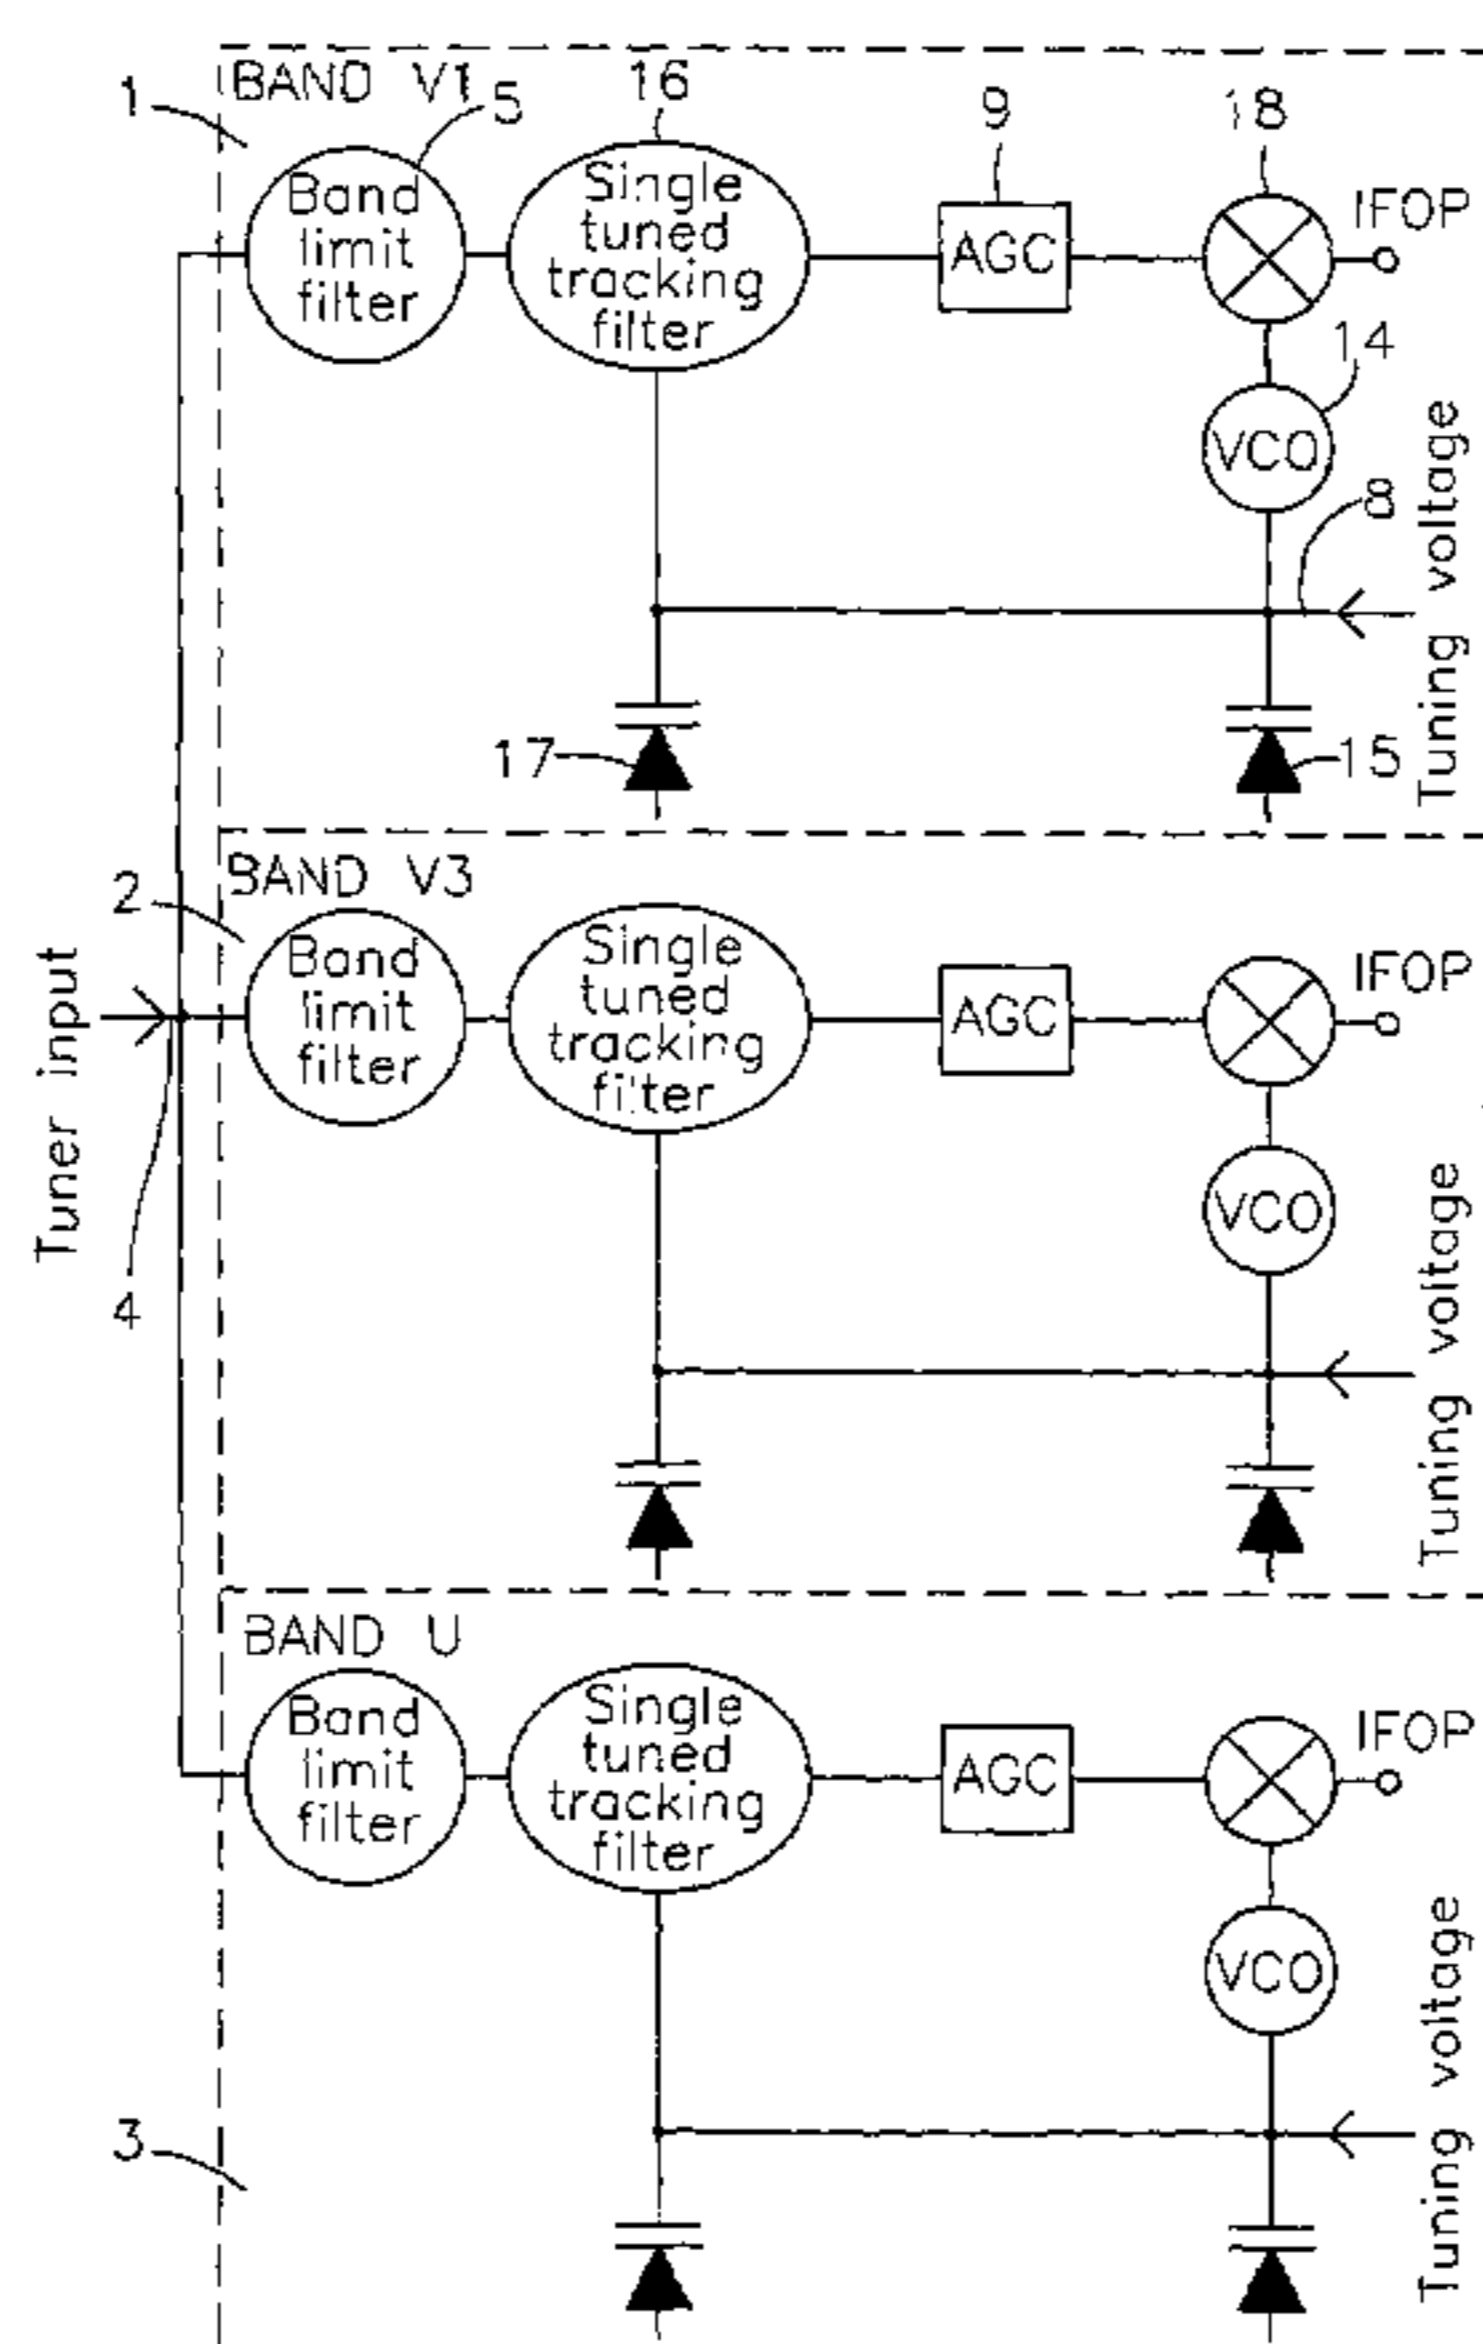 BAND V1
1
5
16
9
18
Band
limit
filter
Single
tuned
tracking
filter
AGC
IFOP
14
VCO
8
Tuning voltage
17
15
BAND V3
2
Band
limit
filter
Single
tuned
tracking
filter
AGC
IFOP
VCO
Tuner input
4
Tuning voltage
BAND U
Band
limit
filter
Single
tuned
tracking
filter
AGC
IFOP
VCO
Tuning voltage
3